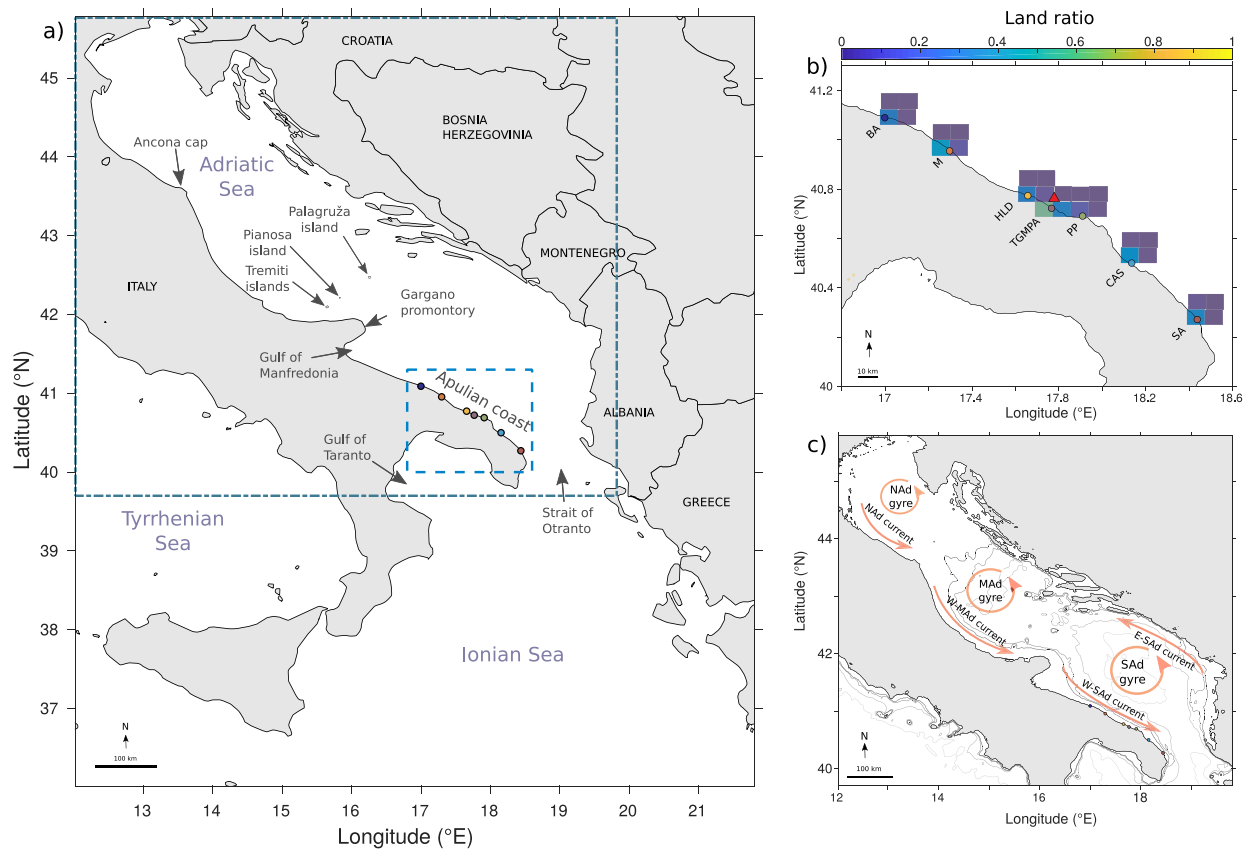 a)
CROATIA
BOSNIA
HERZEGOVINIA
Ancona cap
Adriatic
Sea
Palagruža
island
Pianosa
island
MONTENEGRO
Tremiti
islands
ITALY
Gargano
promontory
Gulf of
Manfredonia
Apulian coast
ALBANIA
Gulf of
Taranto
GREECE
Strait of
Otranto
Tyrrhenian
Sea
Ionian Sea
N
100 km
45
44
43
42
41
40
39
38
37
Latitude (°N)
13 14 15 16 17 18 19 20 21
Longitude (°E)
Land ratio
0 0.2 0.4 0.6 0.8 1
b)
41.2
40.8
40.4
40
Latitude (°N)
BA
M
HLD
TGMPA
PP
CAS
SA
N
10 km
17 17.4 17.8 18.2 18.6
Longitude (°E)
c)
NAd
gyre
NAd current
MAd
gyre
W-MAd current
E-SAd current
SAd
gyre
W-SAd current
44
42
40
Latitude (°N)
N
100 km
12 14 16 18
Longitude (°E)